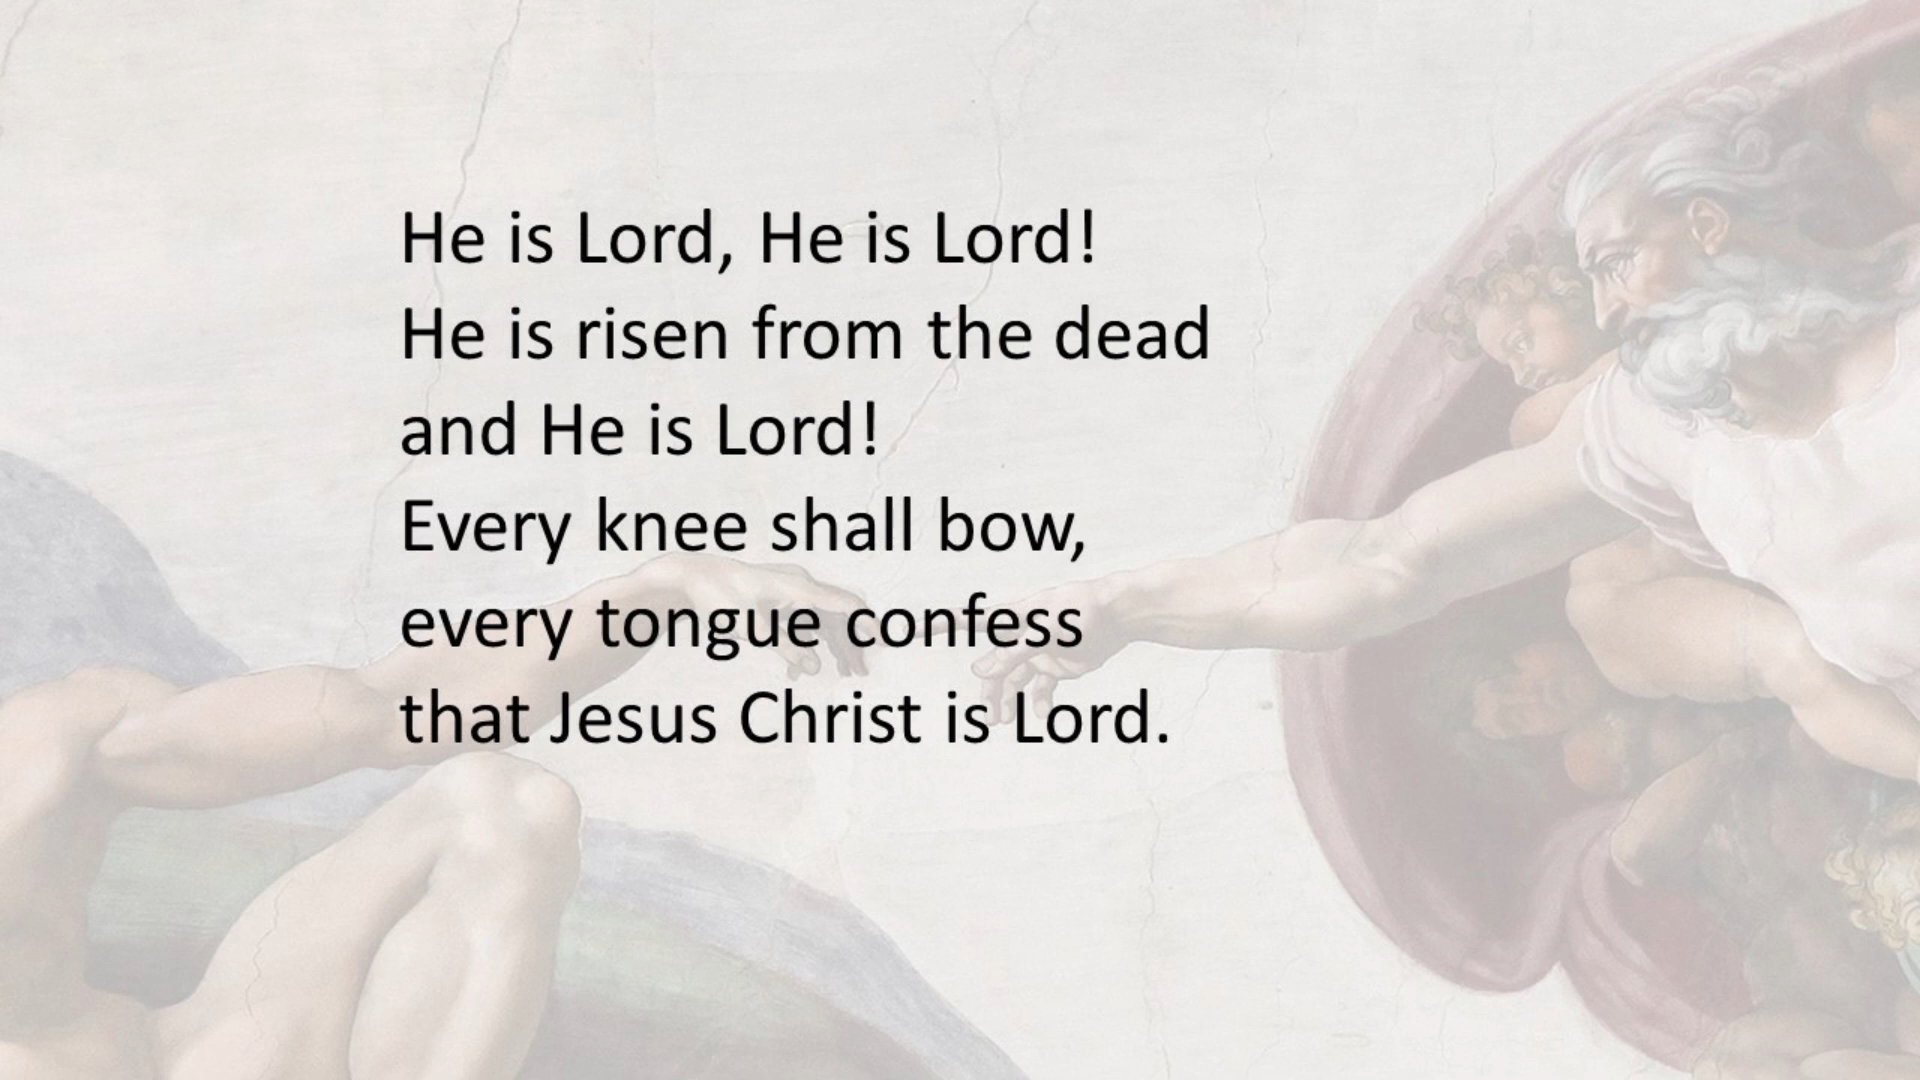 He is Lord, He is Lord!
He is risen from the dead
and He is Lord!
Every knee shall bow,
every tongue confess
that Jesus Christ is Lord.